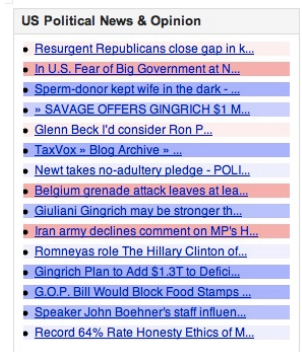 US Political News & Opinion
Resurgent Republicans close gap in k...
In U.S. Fear of Big Government at N...
Sperm-donor kept wife in the dark - ...
» SAVAGE OFFERS GINGRICH $1 M...
Glenn Beck I'd consider Ron P...
TaxVox » Blog Archive » ...
Newt takes no-adultery pledge - POLI...
Belgium grenade attack leaves at lea...
Giuliani Gingrich may be stronger th...
Iran army declines comment on MP's H...
Romneyas role The Hillary Clinton of...
Gingrich Plan to Add $1.3T to Defici...
G.O.P. Bill Would Block Food Stamps ...
Speaker John Boehner's staff influen...
Record 64% Rate Honesty Ethics of M...